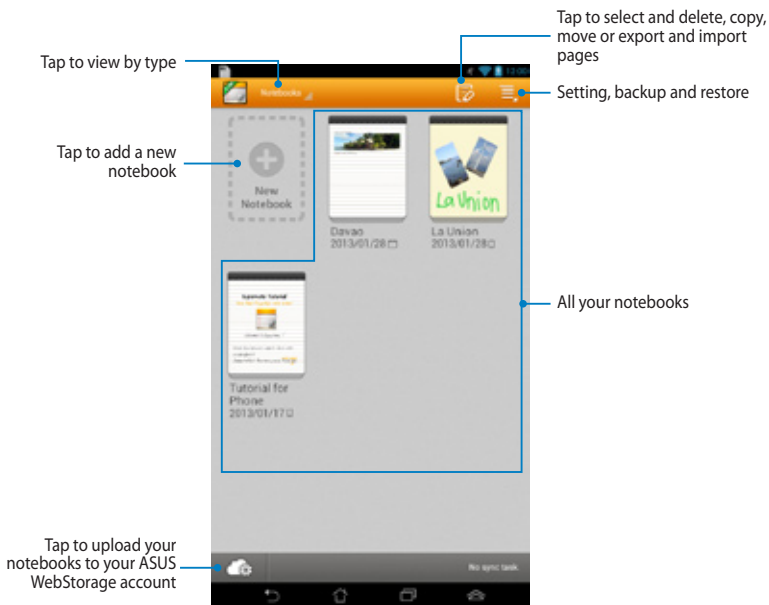 Tap to select and delete, copy,
move or export and import
pages
Tap to view by type
12:00
Notebooks
Setting, backup and restore
Tap to add a new
notebook
New
Notebook
La Union
Davao
2013/01/28
La Union
2013/01/28
All your notebooks
Tutorial for
Phone
2013/01/17
Tap to upload your
notebooks to your ASUS
WebStorage account
No sync task.